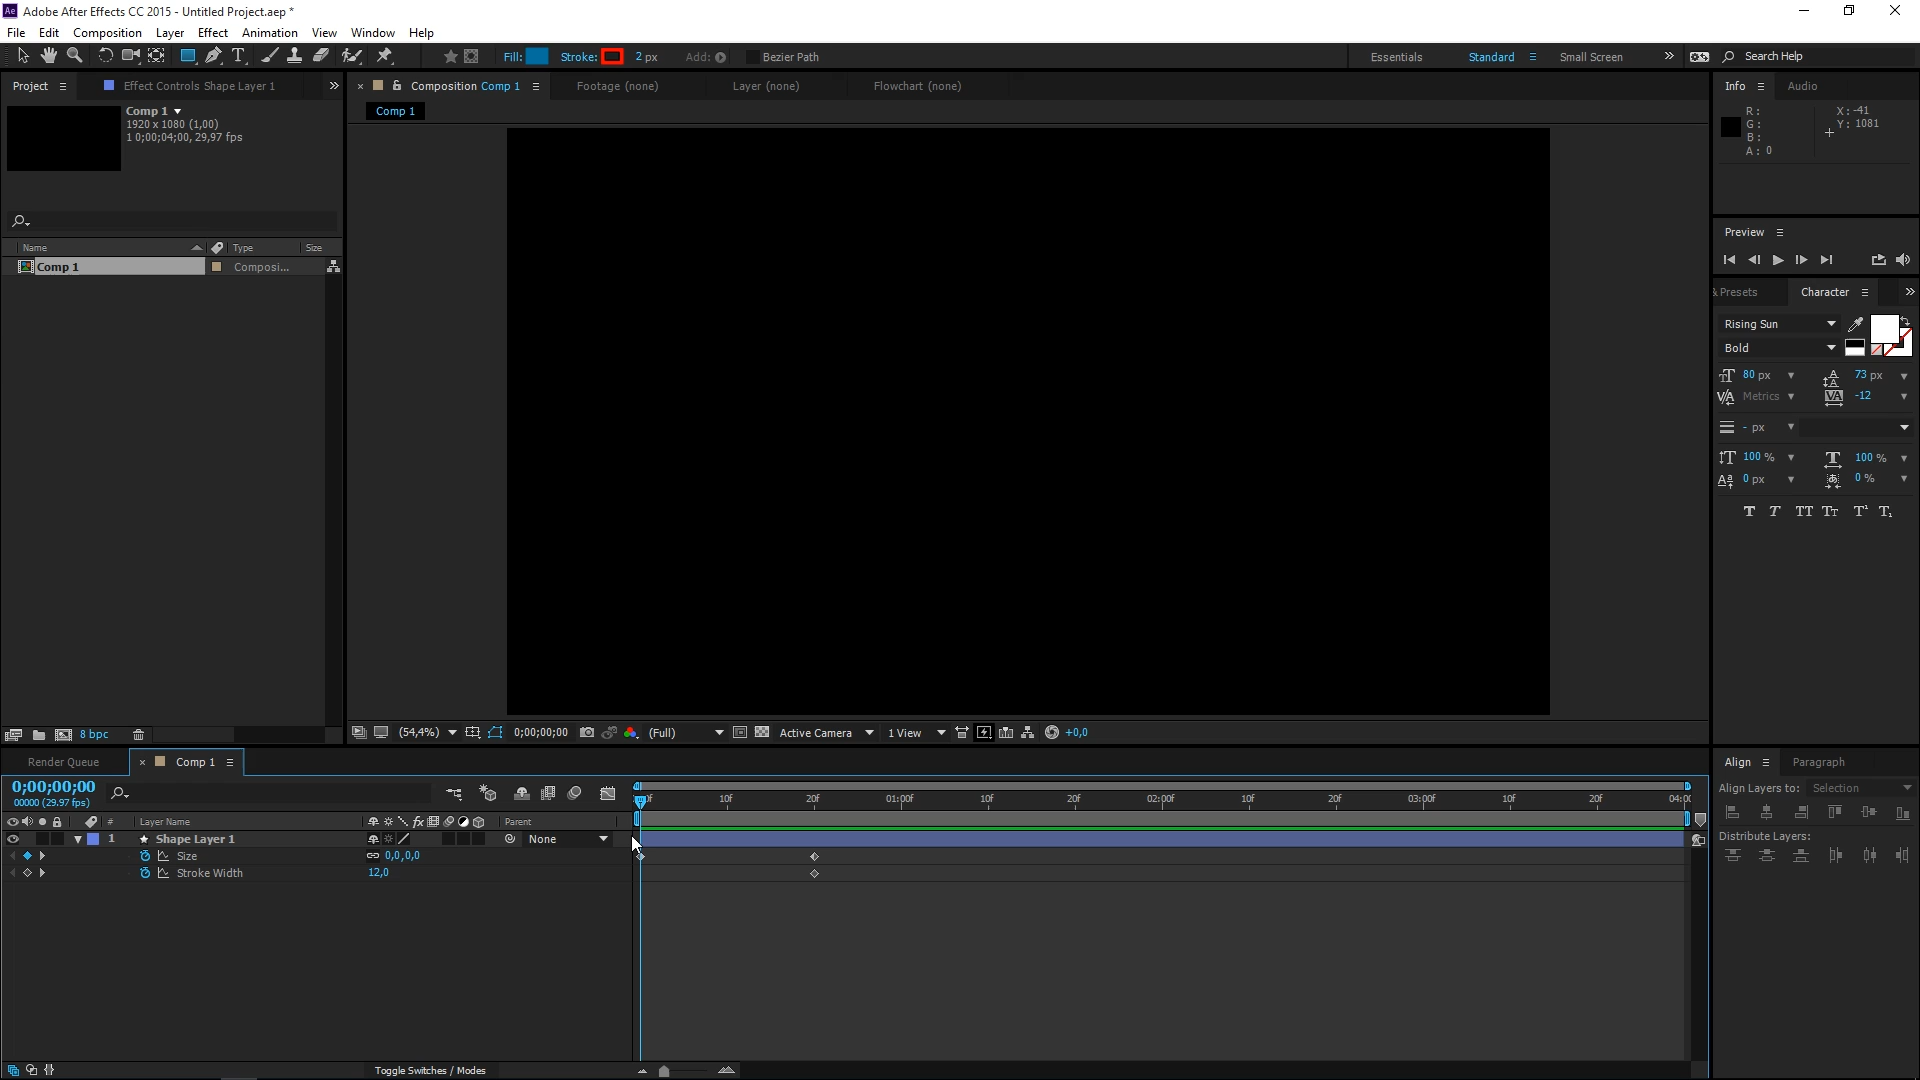 Ae Adobe After Effects CC 2015 - Untitled Project.aep *
File Edit Composition Layer Effect Animation View Window Help
T Fill: Stroke: 2 px Add: Bezier Path Essentials Standard Small Screen Search Help
Project Effect Controls Shape Layer 1 Composition Comp 1 Footage (none) Layer (none) Flowchart (none) Info Audio
Comp 1
1920 x 1080 (1,00)
1 0;00;04;00, 29,97 fps
Comp 1
R:
G:
B:
A: 0
X: -41
Y: 1081
Preview
Name Type Size
Comp 1 Composi...
& Presets Character
Rising Sun
Bold
80 px 73 px
Metrics -12
- px
100 % 100 %
0 px 0 %
T T TT Tt T¹ T₁
8 bpc
(54,4%) 0;00;00;00 (Full) Active Camera 1 View +0,0
Render Queue Comp 1
0;00;00;00
00000 (29.97 fps)
10f 20f 01:00f 10f 20f 02:00f 10f 20f 03:00f 10f 20f
# Layer Name fx Parent
1 Shape Layer 1 None
Size 0,0,0,0
Stroke Width 12,0
Toggle Switches / Modes
Align Paragraph
Align Layers to: Selection
Distribute Layers: